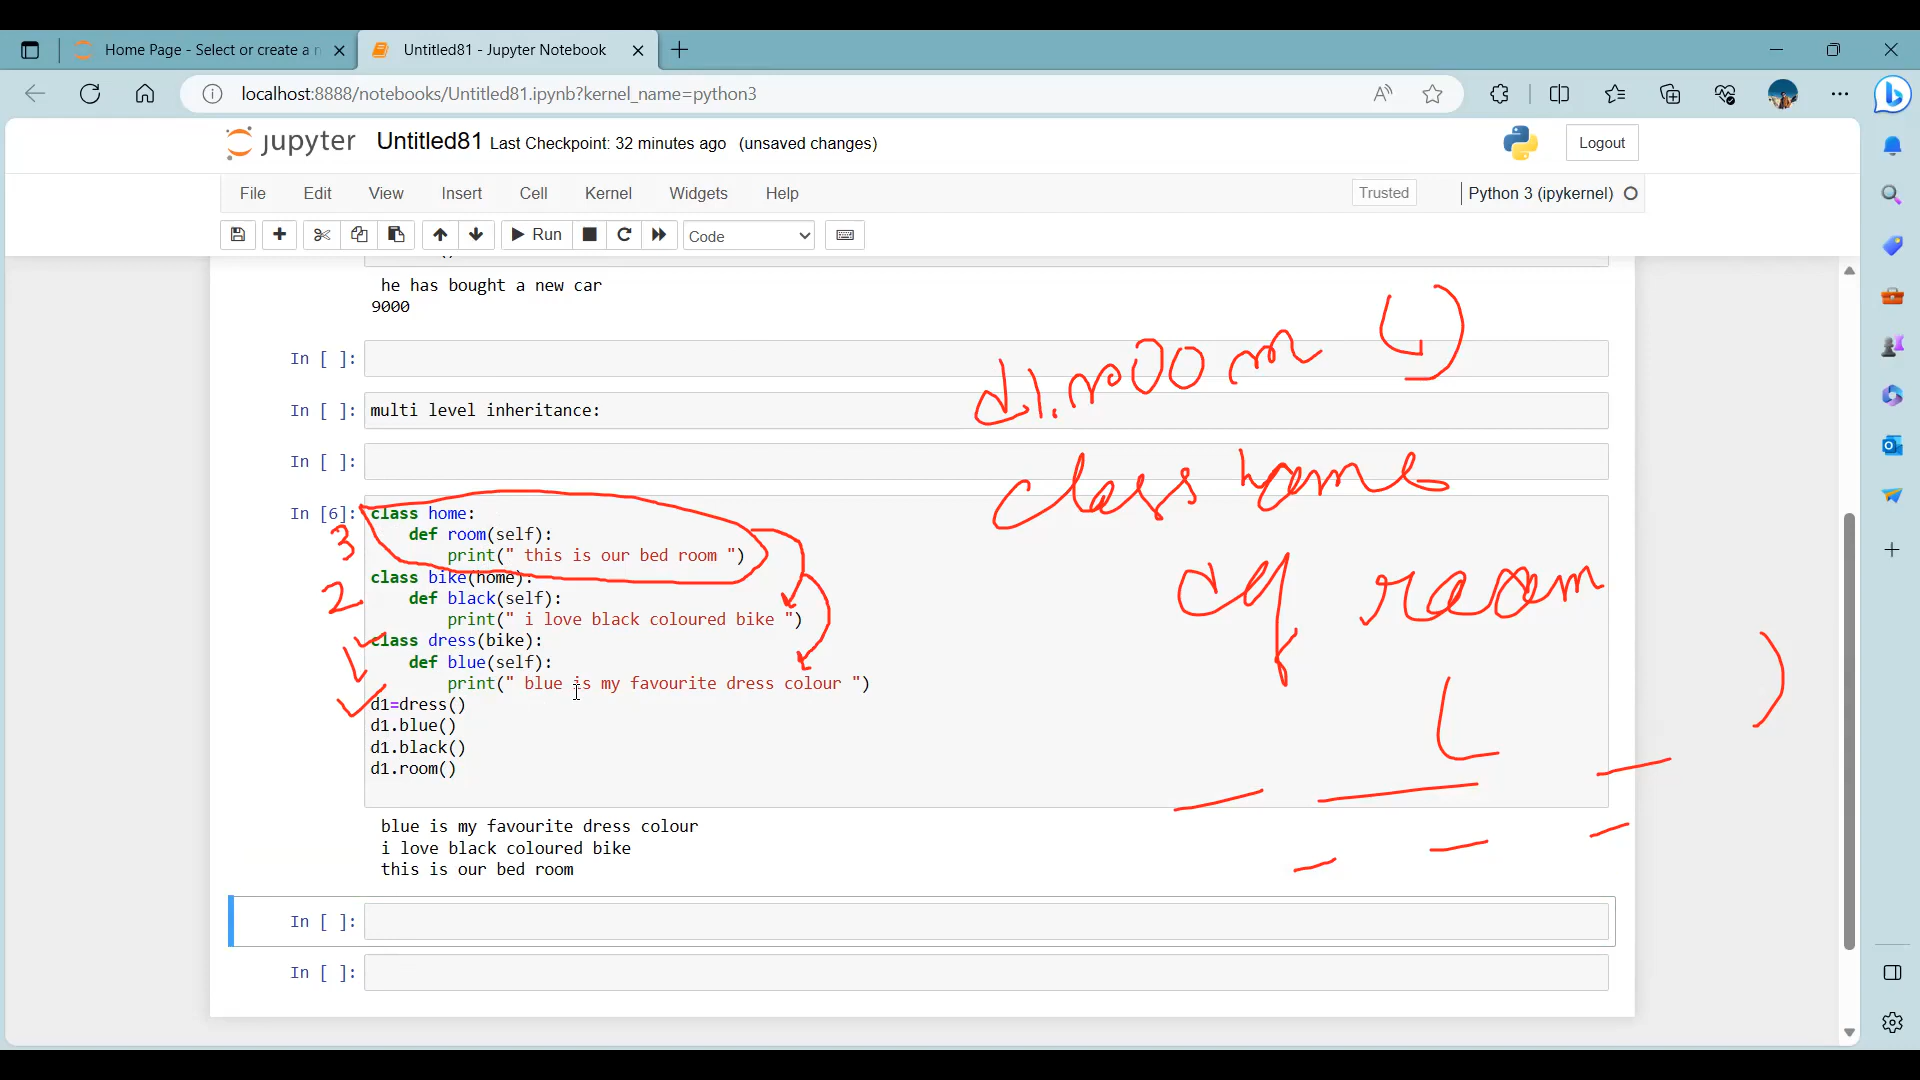 Home Page - Select or create a n
Untitled81 - Jupyter Notebook
localhost:8888/notebooks/Untitled81.ipynb?kernel_name=python3
jupyter Untitled81 Last Checkpoint: 32 minutes ago (unsaved changes)
Logout
File Edit View Insert Cell Kernel Widgets Help
Trusted
Python 3 (ipykernel)
Run
Code
he has bought a new car
9000
In [ ]:
In [ ]: multi level inheritance:
In [ ]:
d1.room ()
class home
In [6]: class home:
def room(self):
print(" this is our bed room ")
class bike(home):
def black(self):
print(" i love black coloured bike ")
class dress(bike):
def blue(self):
print(" blue is my favourite dress colour ")
d1=dress()
d1.blue()
d1.black()
d1.room()
3
2
room
blue is my favourite dress colour
i love black coloured bike
this is our bed room
In [ ]:
In [ ]: